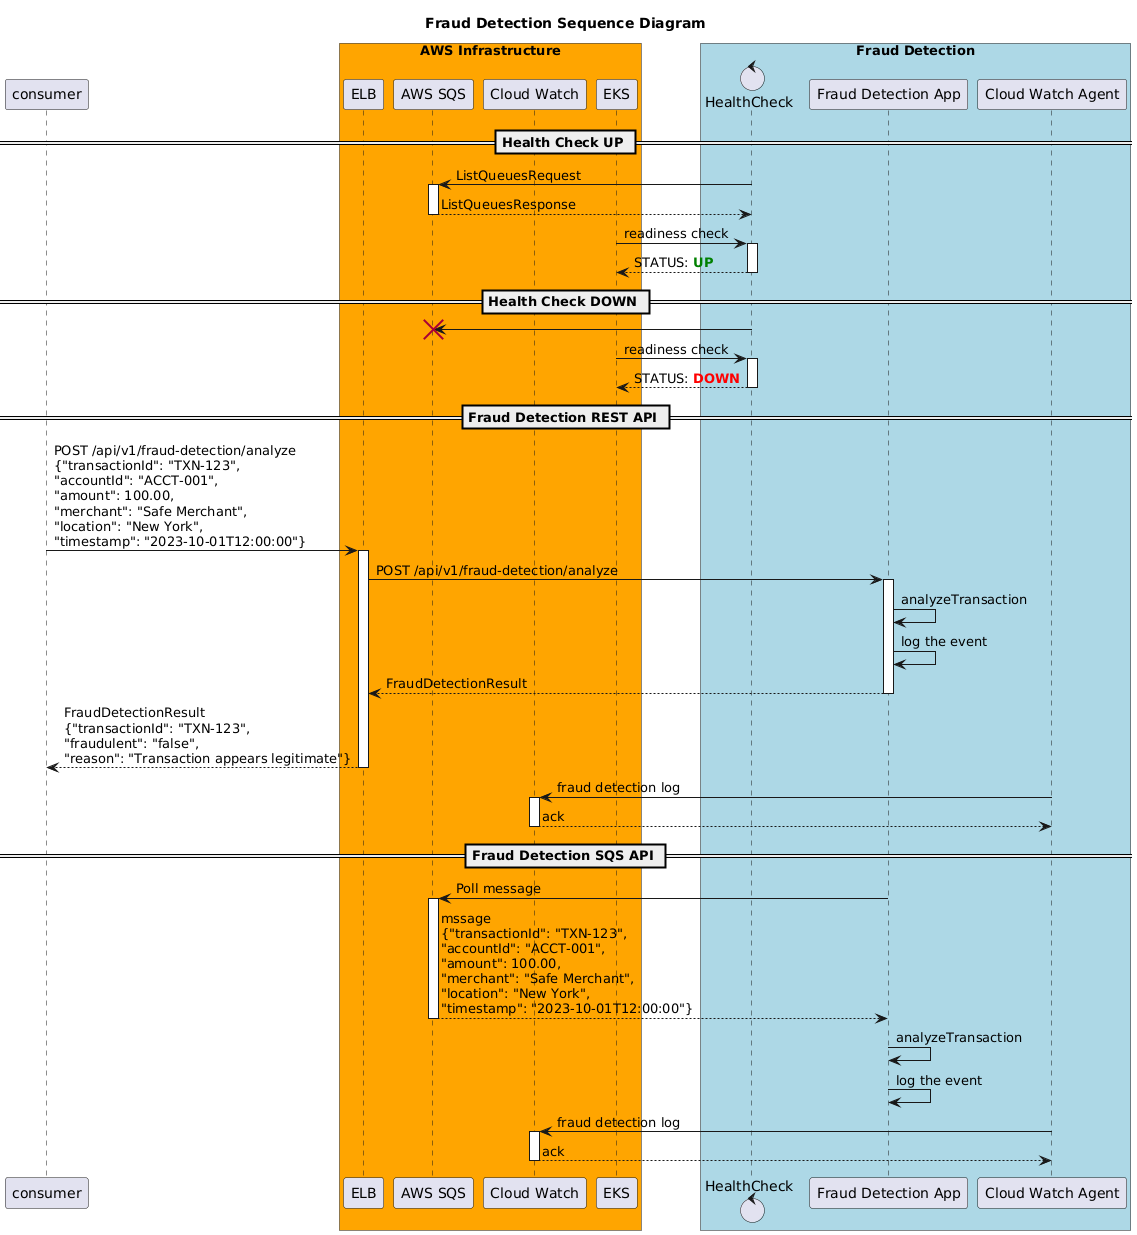 Fraud Detection Sequence Diagram
AWS Infrastructure
Fraud Detection
consumer
ELB
AWS SQS
Cloud Watch
EKS
HealthCheck
Fraud Detection App
Cloud Watch Agent
Health Check UP
ListQueuesRequest
ListQueuesResponse
readiness check
STATUS: UP
Health Check DOWN
readiness check
STATUS: DOWN
Fraud Detection REST API
POST /api/v1/fraud-detection/analyze
{"transactionId": "TXN-123",
"accountId": "ACCT-001",
"amount": 100.00,
"merchant": "Safe Merchant",
"location": "New York",
"timestamp": "2023-10-01T12:00:00"}
POST /api/v1/fraud-detection/analyze
analyzeTransaction
log the event
FraudDetectionResult
FraudDetectionResult
{"transactionId": "TXN-123",
"fraudulent": "false",
"reason": "Transaction appears legitimate"}
fraud detection log
ack
Fraud Detection SQS API
Poll message
mssage
{"transactionId": "TXN-123",
"accountId": "ACCT-001",
"amount": 100.00,
"merchant": "Safe Merchant",
"location": "New York",
"timestamp": "2023-10-01T12:00:00"}
analyzeTransaction
log the event
fraud detection log
ack
consumer
ELB
AWS SQS
Cloud Watch
EKS
HealthCheck
Fraud Detection App
Cloud Watch Agent